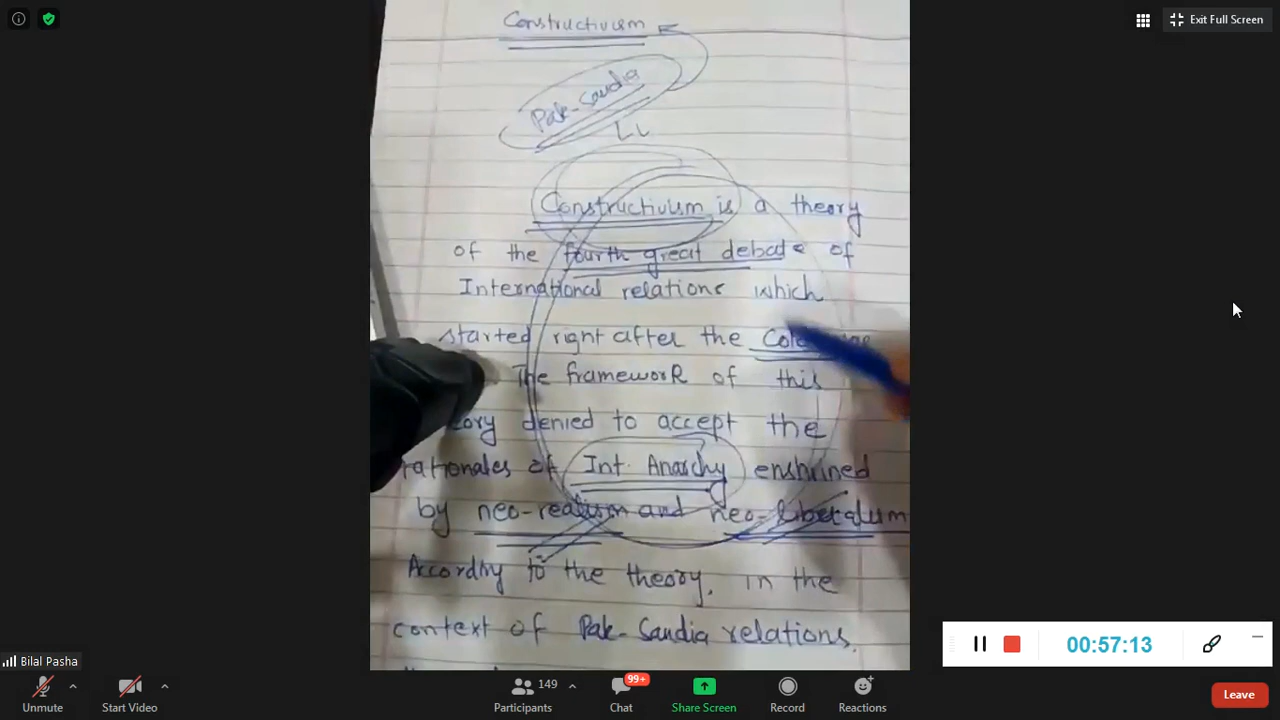 Exit Full Screen
Constructivism
Pak-Saudia
Constructivism is a theory
of the fourth great debate of
International relations which
started right after the
The framework of this
denied to accept the
rationales of Int. Anarchy enshrined
by neo-realism and neo-liberalism
According to the theory, in the
context of Pak-Saudia relations,
00:57:13
Bilal Pasha
149
99+
Unmute
Start Video
Participants
Chat
Share Screen
Record
Reactions
Leave